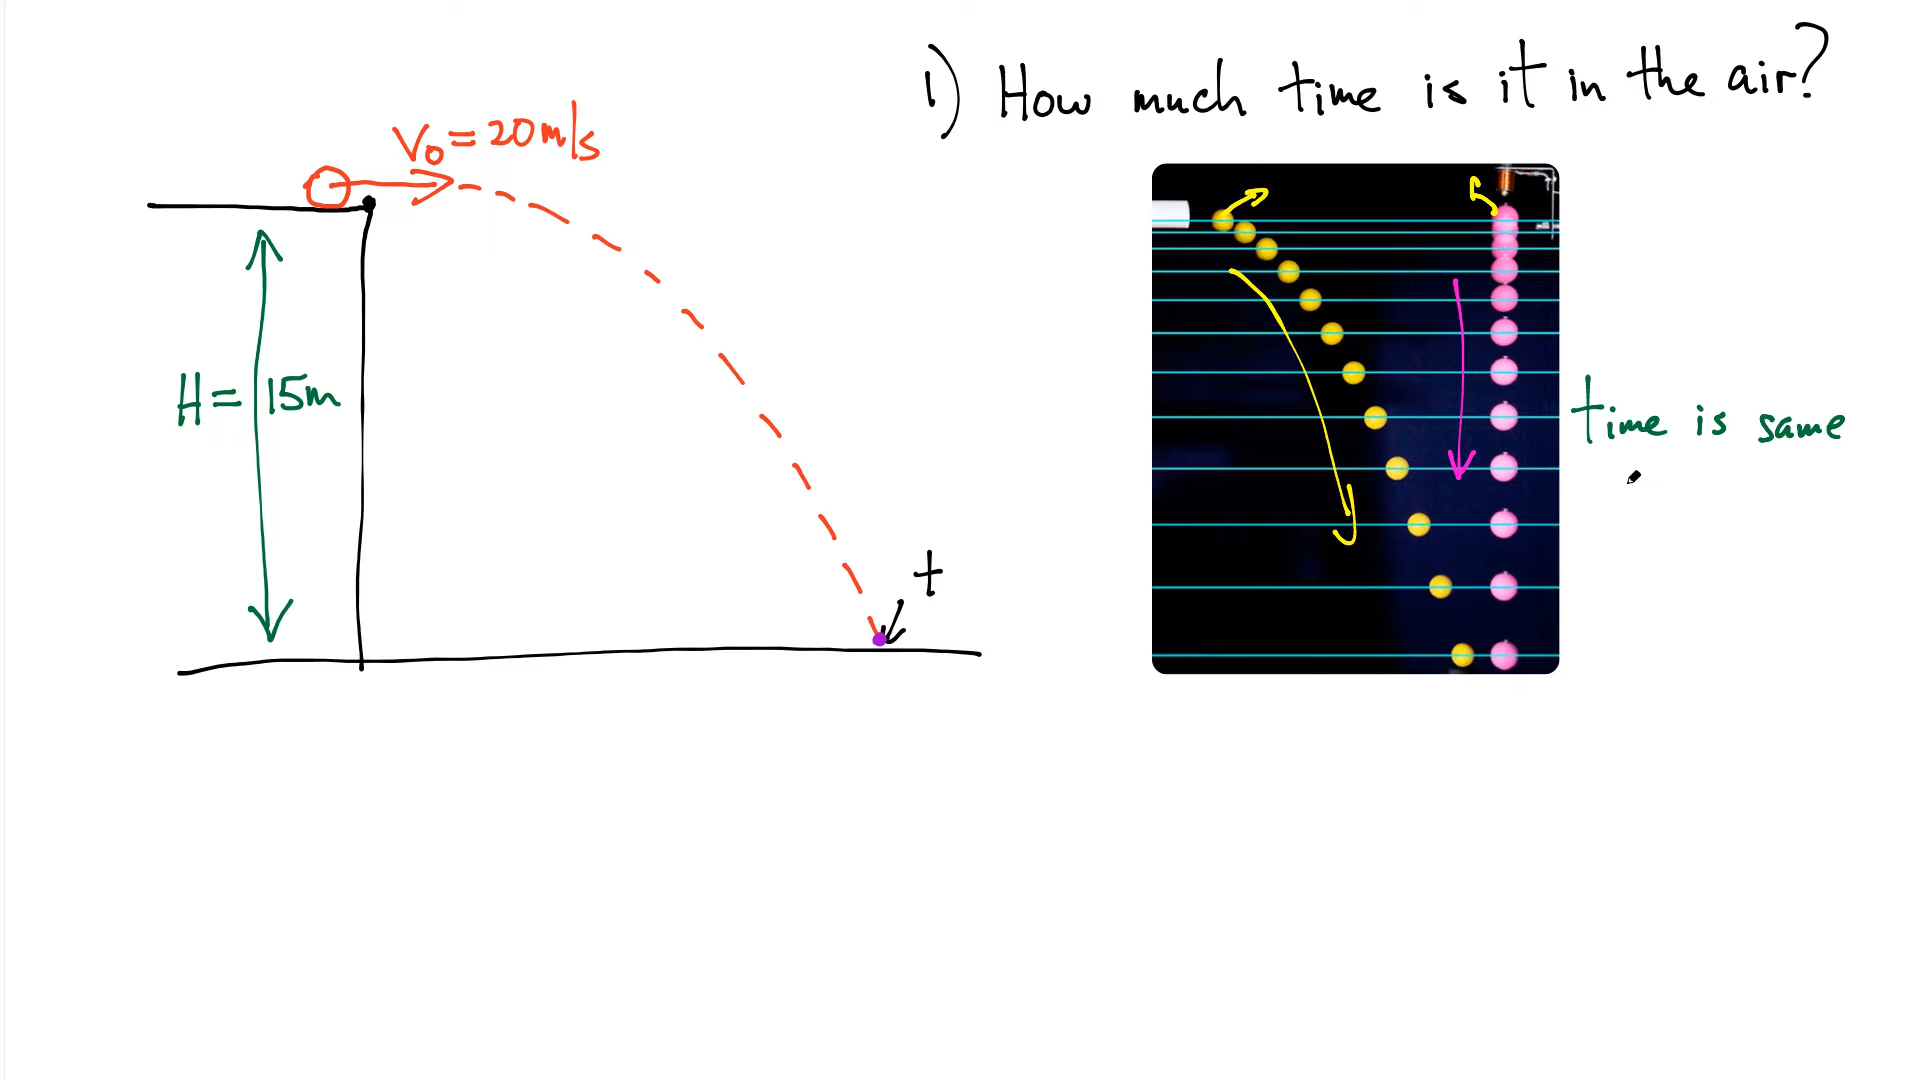 1) How much time is it in the air?
V₀ = 20m/s
H = 15m
time is same
t